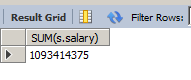 Result Grid Filter Rows:
SUM(s.salary)
1093414375